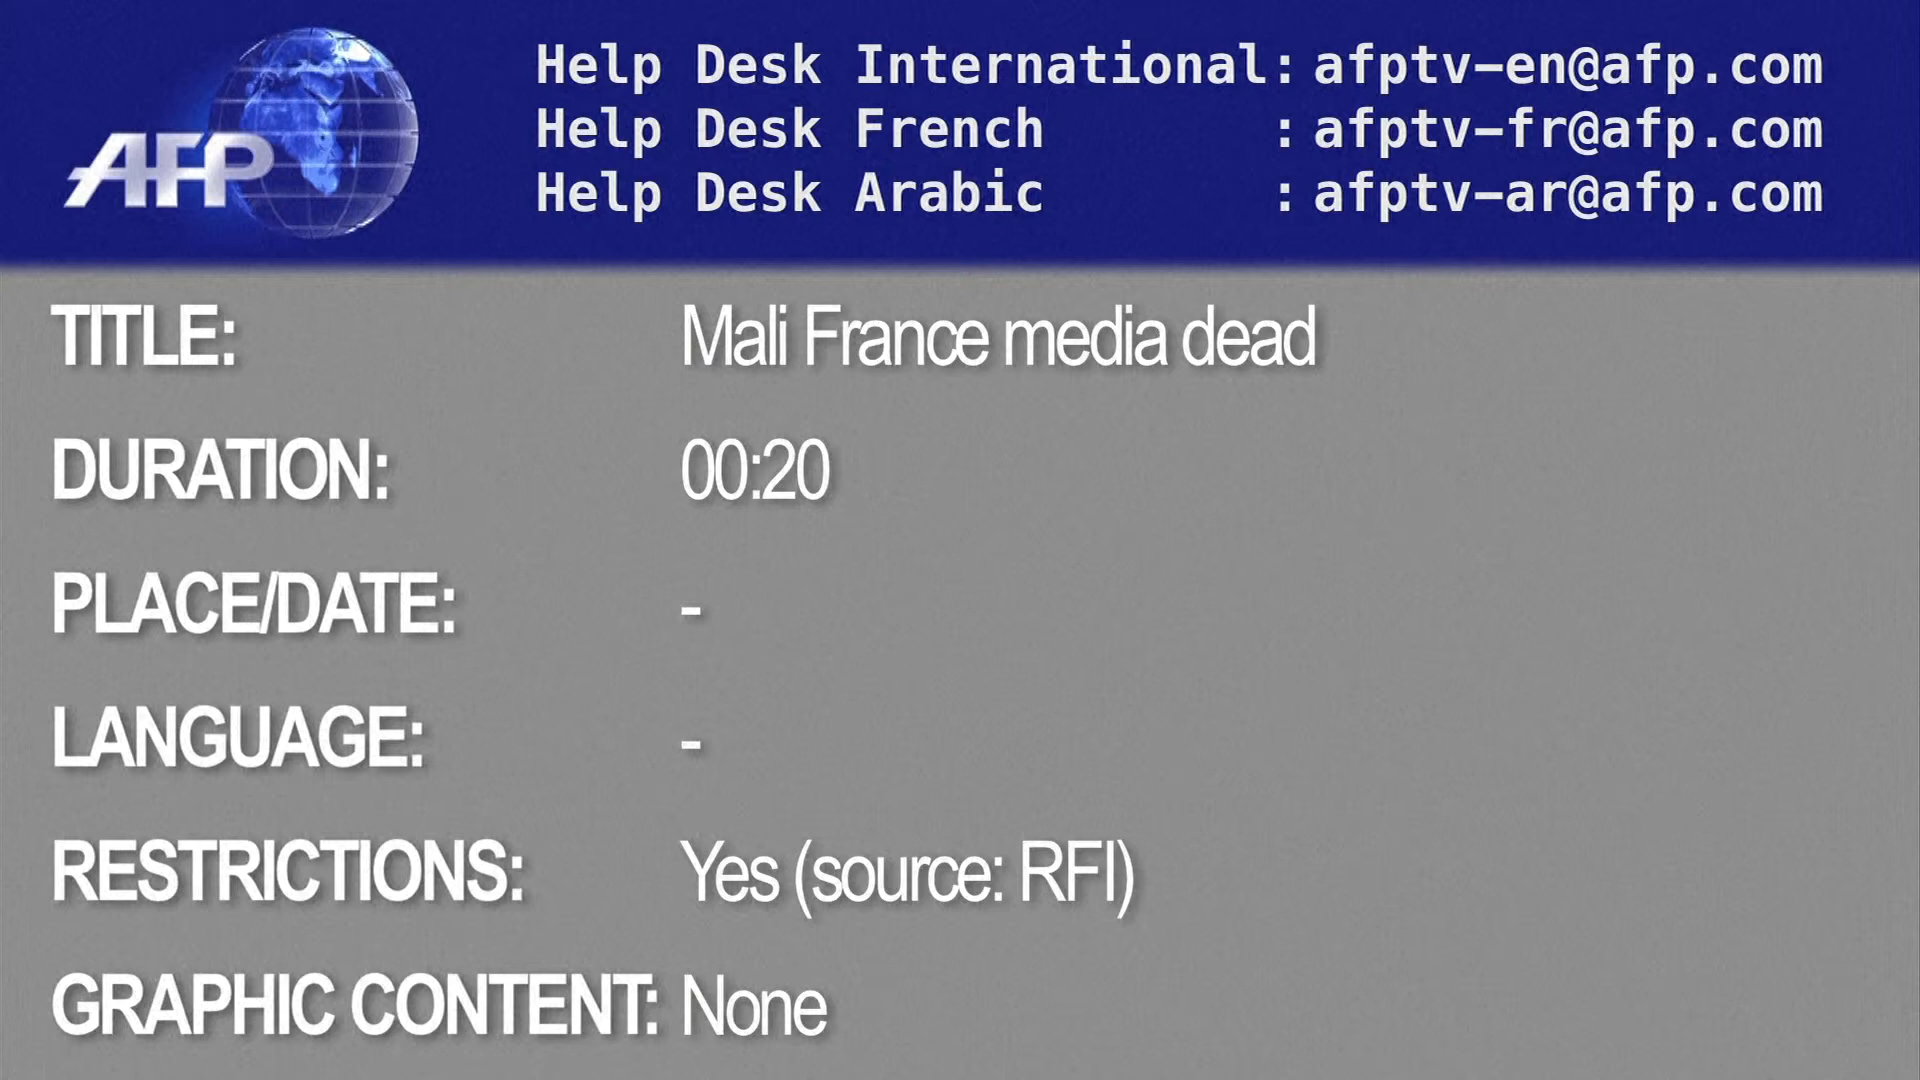 AFP
Help Desk International: afptv-en@afp.com
Help Desk French : afptv-fr@afp.com
Help Desk Arabic : afptv-ar@afp.com
TITLE: Mali France media dead
DURATION: 00:20
PLACE/DATE: -
LANGUAGE: -
RESTRICTIONS: Yes (source: RFI)
GRAPHIC CONTENT: None